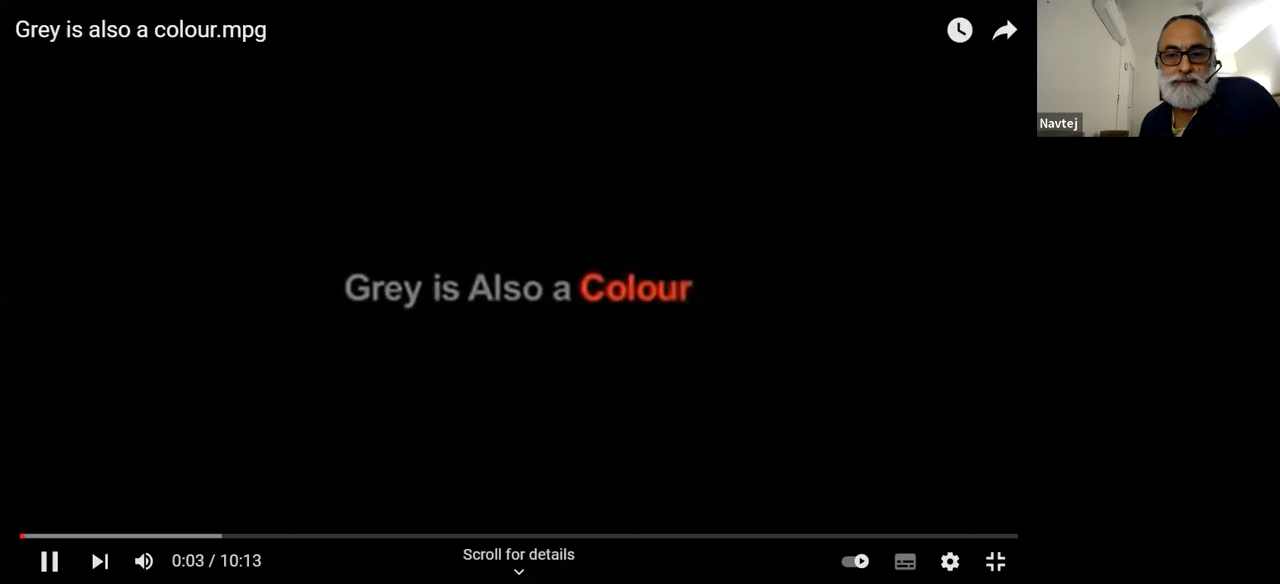 Grey is also a colour.mpg
Navtej
Grey is Also a Colour
0:03 / 10:13
Scroll for details